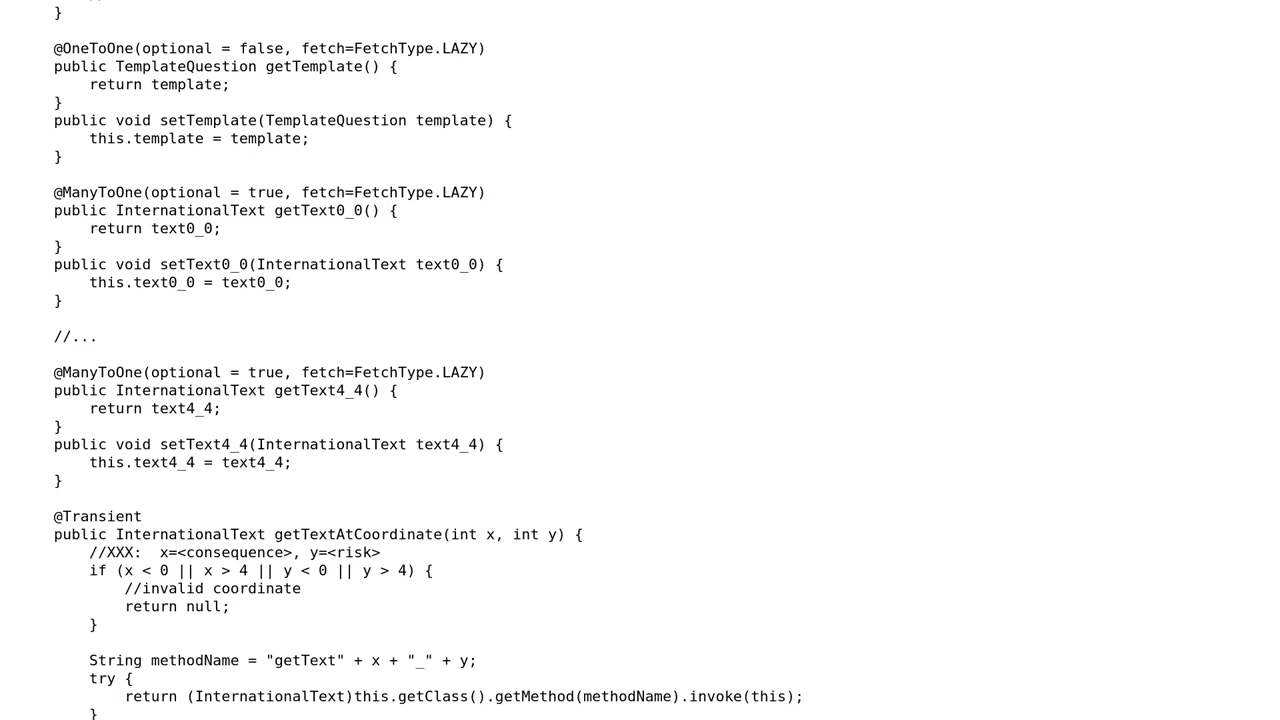 }

@OneToOne(optional = false, fetch=FetchType.LAZY)
public TemplateQuestion getTemplate() {
    return template;
}
public void setTemplate(TemplateQuestion template) {
    this.template = template;
}

@ManyToOne(optional = true, fetch=FetchType.LAZY)
public InternationalText getText0_0() {
    return text0_0;
}
public void setText0_0(InternationalText text0_0) {
    this.text0_0 = text0_0;
}

//...

@ManyToOne(optional = true, fetch=FetchType.LAZY)
public InternationalText getText4_4() {
    return text4_4;
}
public void setText4_4(InternationalText text4_4) {
    this.text4_4 = text4_4;
}

@Transient
public InternationalText getTextAtCoordinate(int x, int y) {
    //XXX:  x=<consequence>, y=<risk>
    if (x < 0 || x > 4 || y < 0 || y > 4) {
        //invalid coordinate
        return null;
    }

    String methodName = "getText" + x + "_" + y;
    try {
        return (InternationalText)this.getClass().getMethod(methodName).invoke(this);
    }